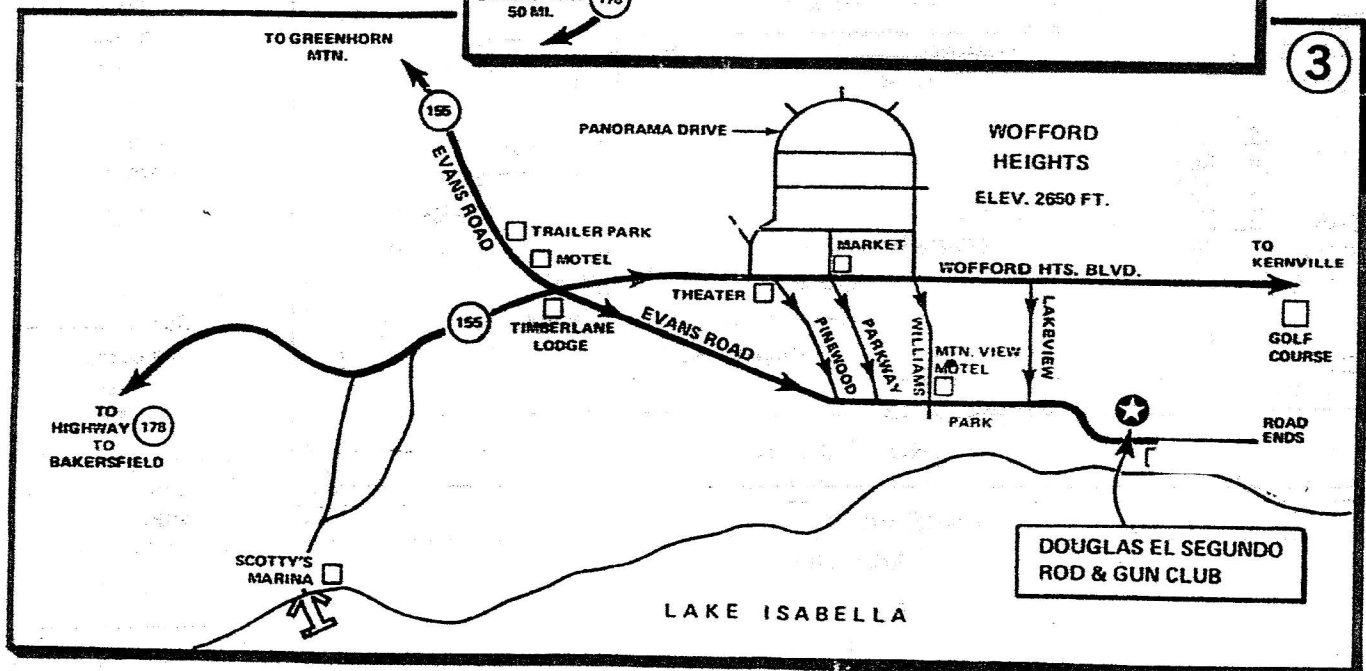 50 MI.
178
3
TO GREENHORN
MTN.
155
EVANS ROAD
PANORAMA DRIVE
WOFFORD
HEIGHTS
ELEV. 2650 FT.
TRAILER PARK
MOTEL
MARKET
WOFFORD HTS. BLVD.
TO
KERNVILLE
THEATER
155
TIMBERLANE
LODGE
EVANS ROAD
PINEWOOD
PARKWAY
WILLIAMS
LAKEVIEW
MTN. VIEW
MOTEL
GOLF
COURSE
PARK
ROAD
ENDS
TO
HIGHWAY 178
TO
BAKERSFIELD
SCOTTY'S
MARINA
DOUGLAS EL SEGUNDO
ROD & GUN CLUB
LAKE ISABELLA